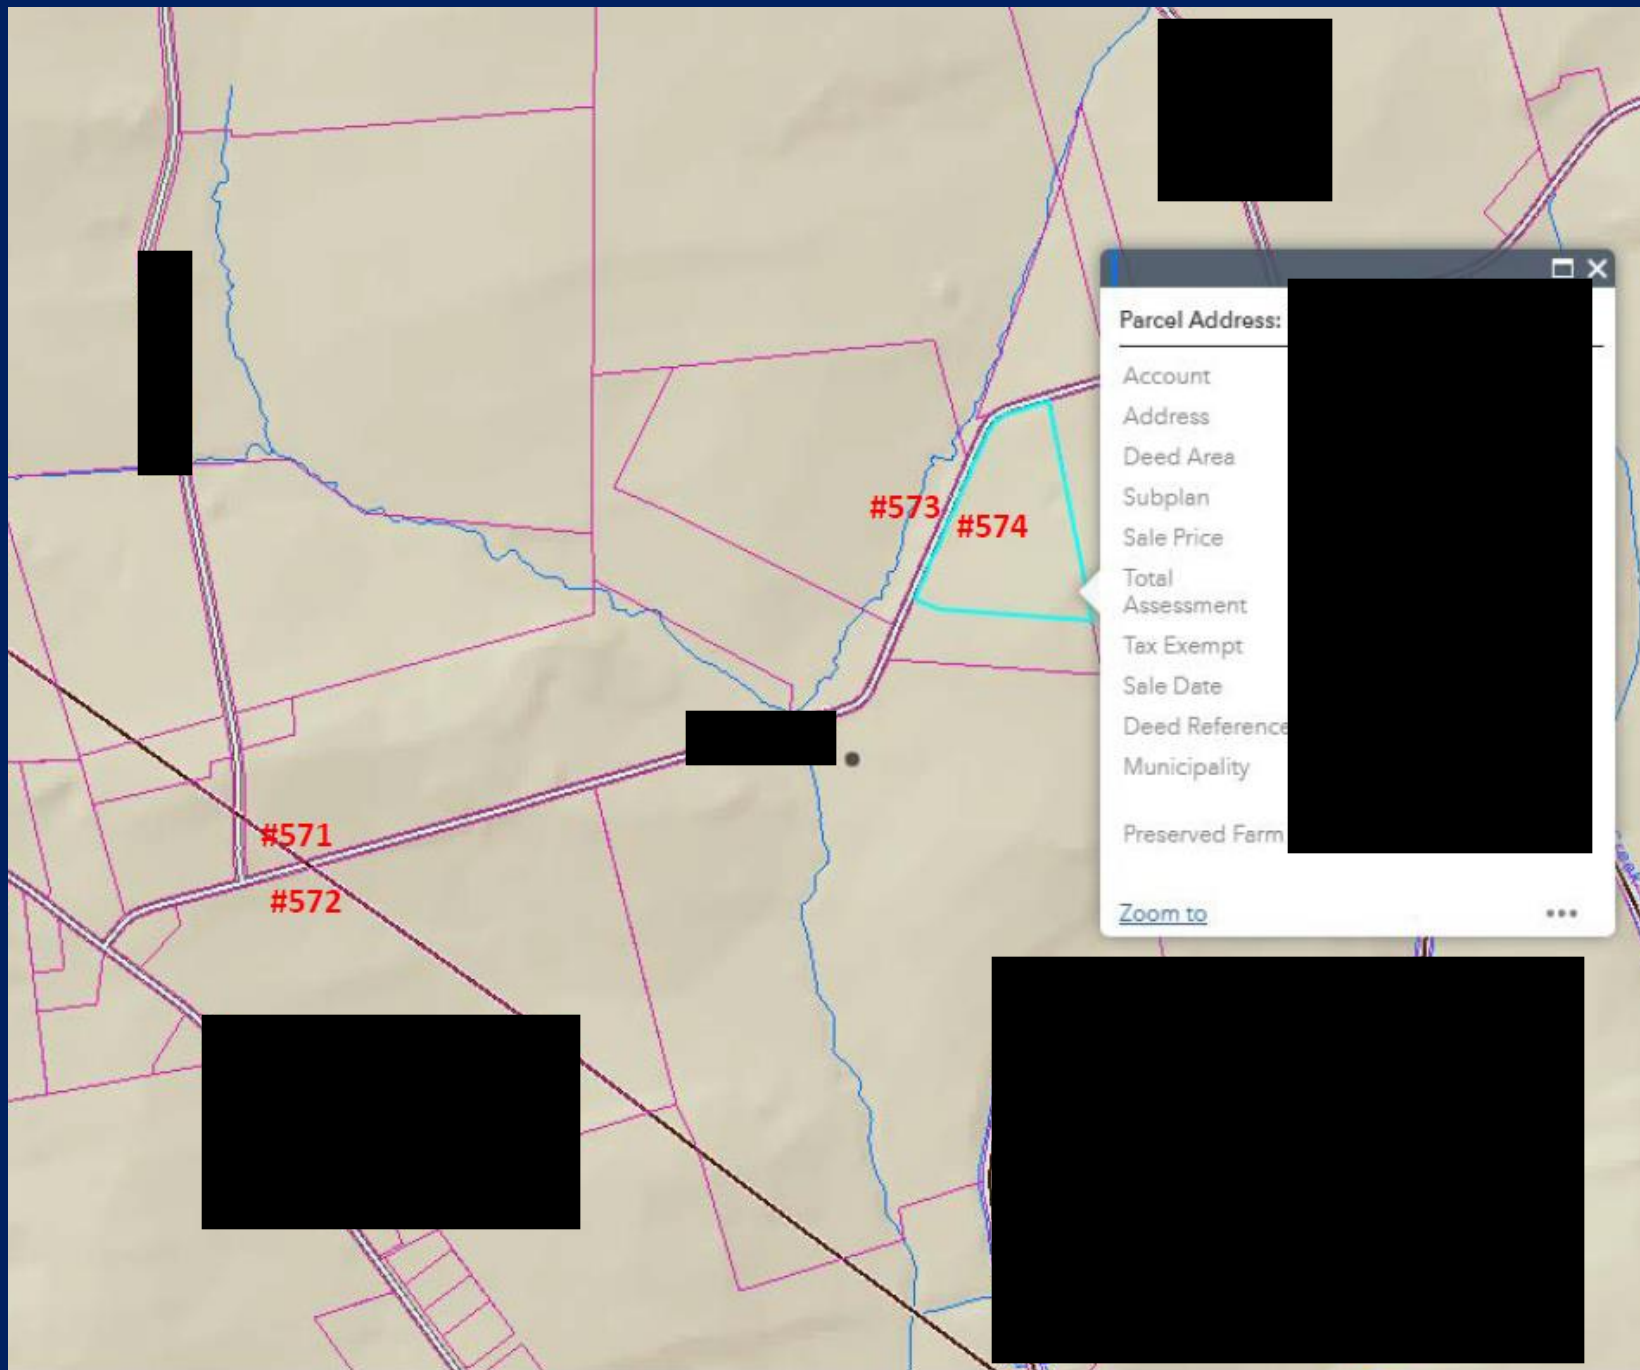 Parcel Address:
Account
Address
Deed Area
Subplan
Sale Price
Total
Assessment
Tax Exempt
Sale Date
Deed Reference
Municipality
Preserved Farm
Zoom to
#573
#574
#571
#572